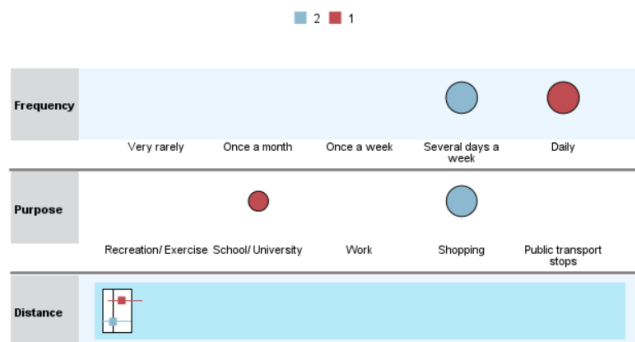 2 1
Frequency
Very rarely Once a month Once a week Several days a week Daily
Purpose
Recreation/ Exercise School/ University Work Shopping Public transport stops
Distance